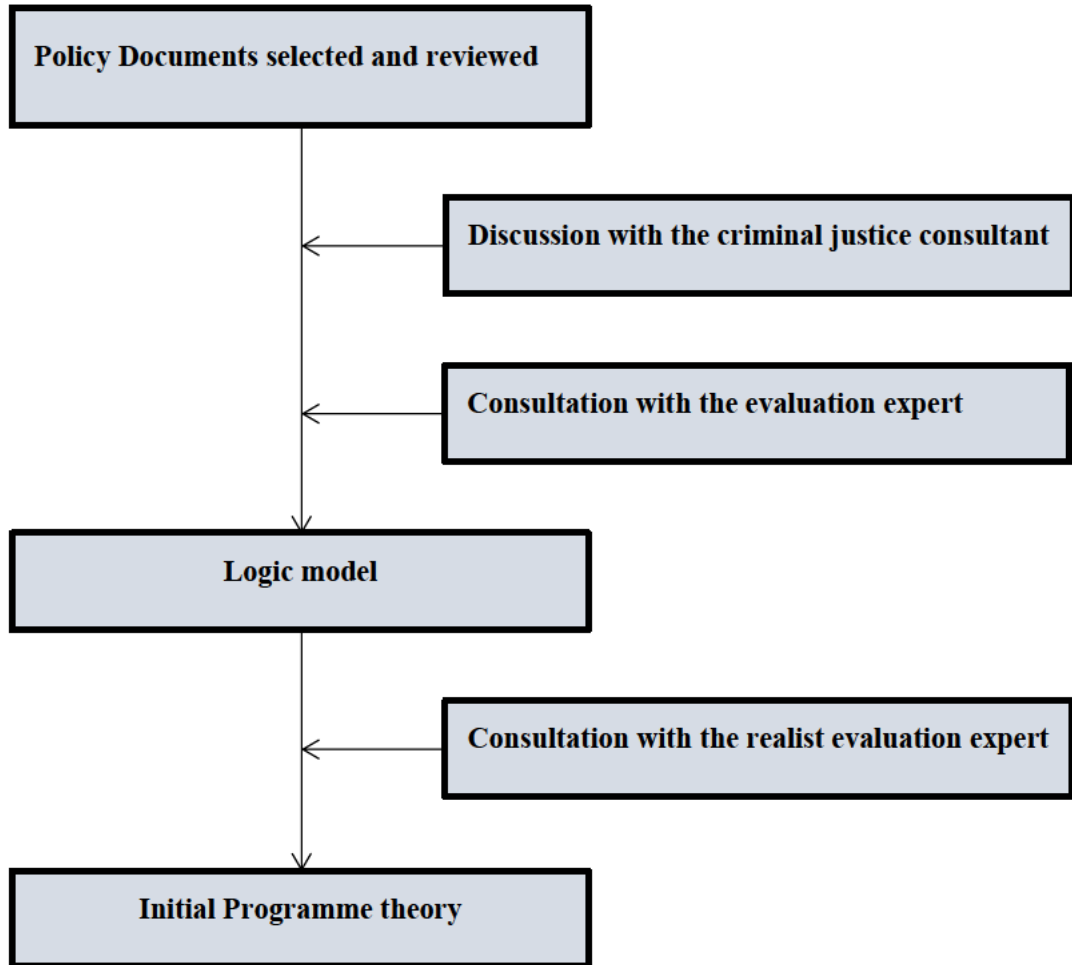 Policy Documents selected and reviewed
Discussion with the criminal justice consultant
Consultation with the evaluation expert
Logic model
Consultation with the realist evaluation expert
Initial Programme theory